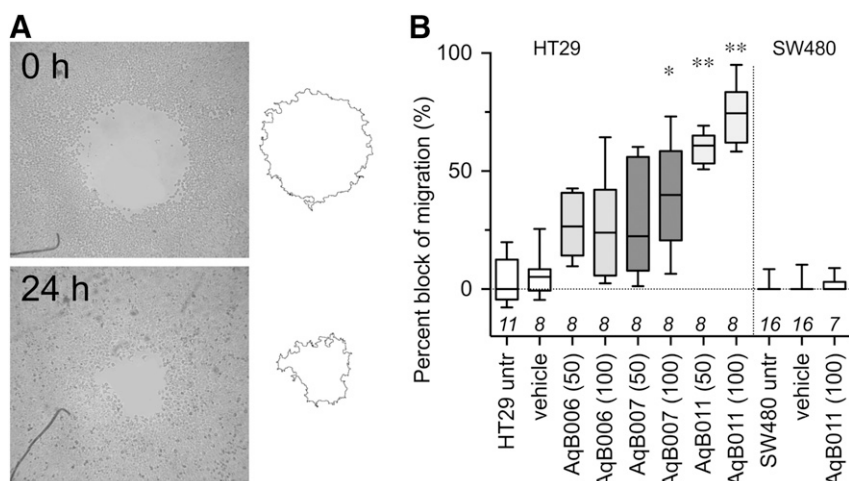 A
0 h
24 h
B
HT29
SW480
Percent block of migration (%)
100
50
0
*
**
**
11 8 8 8 8 8 8 8 16 16 7
HT29 untr
vehicle
AqB006 (50)
AqB006 (100)
AqB007 (50)
AqB007 (100)
AqB011 (50)
AqB011 (100)
SW480 untr
vehicle
AqB011 (100)